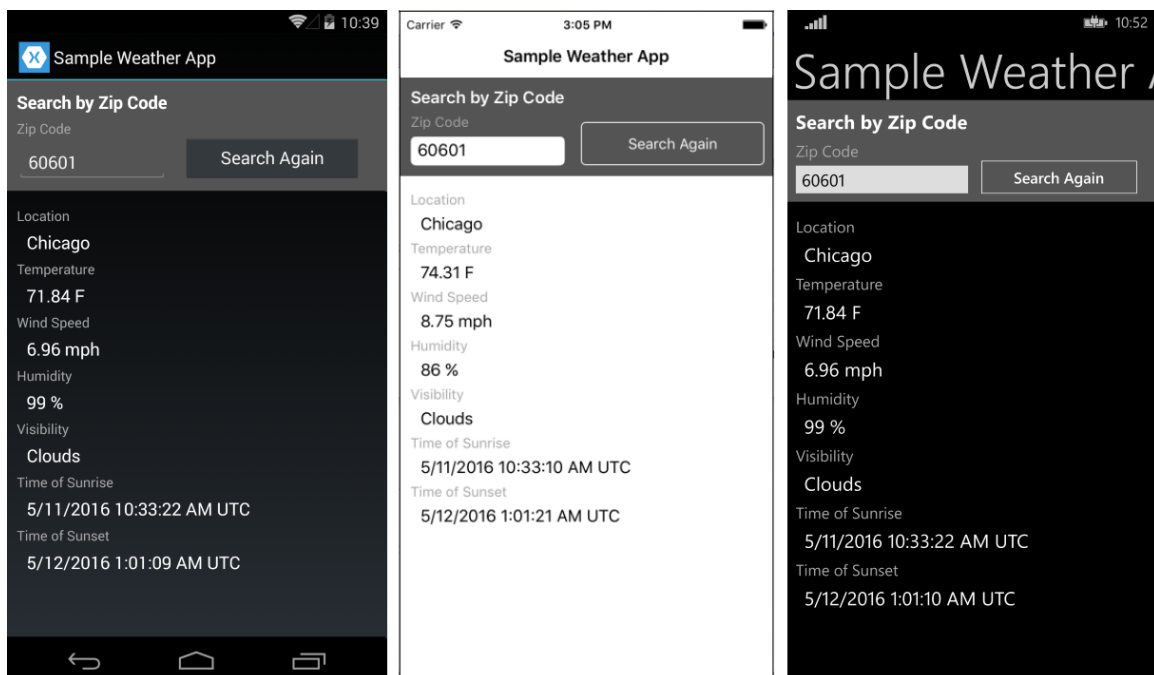 10:39
X Sample Weather App
Search by Zip Code
Zip Code
60601 Search Again
Location
Chicago
Temperature
71.84 F
Wind Speed
6.96 mph
Humidity
99 %
Visibility
Clouds
Time of Sunrise
5/11/2016 10:33:22 AM UTC
Time of Sunset
5/12/2016 1:01:09 AM UTC
Carrier 3:05 PM
Sample Weather App
Search by Zip Code
Zip Code
60601 Search Again
Location
Chicago
Temperature
74.31 F
Wind Speed
8.75 mph
Humidity
86 %
Visibility
Clouds
Time of Sunrise
5/11/2016 10:33:10 AM UTC
Time of Sunset
5/12/2016 1:01:21 AM UTC
10:52
Sample Weather
Search by Zip Code
Zip Code
60601 Search Again
Location
Chicago
Temperature
71.84 F
Wind Speed
6.96 mph
Humidity
99 %
Visibility
Clouds
Time of Sunrise
5/11/2016 10:33:22 AM UTC
Time of Sunset
5/12/2016 1:01:10 AM UTC